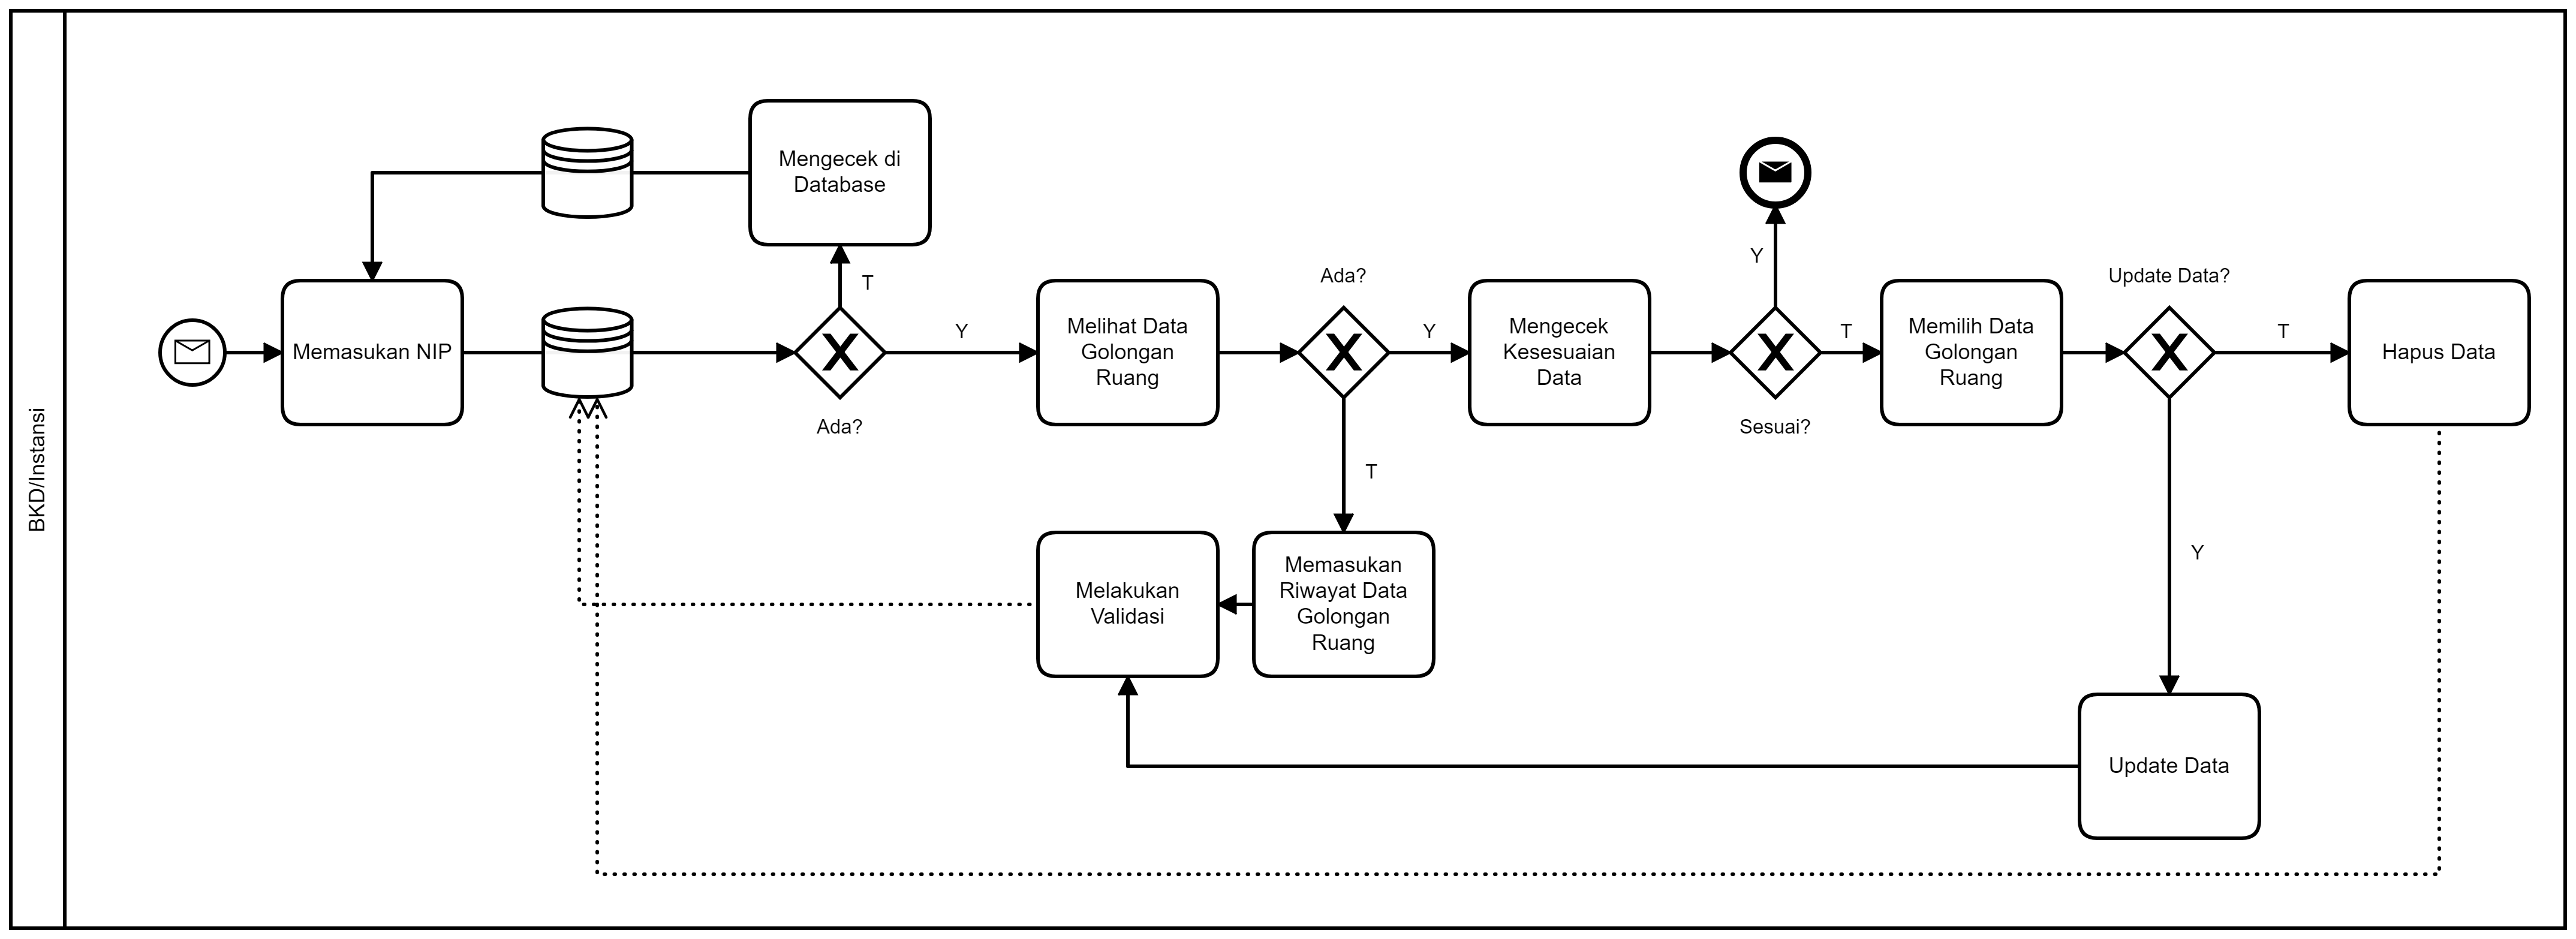 BKD/Instansi
Mengecek di
Database
T
Memasukan NIP
Ada?
Y
Melihat Data
Golongan
Ruang
Ada?
Y
T
Mengecek
Kesesuaian
Data
Y
Sesuai?
T
Memilih Data
Golongan
Ruang
Update Data?
T
Hapus Data
Y
Melakukan
Validasi
Memasukan
Riwayat Data
Golongan
Ruang
Update Data